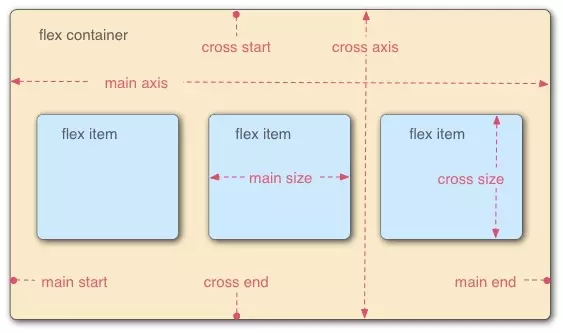 flex container
cross start
cross axis
main axis
flex item
flex item
flex item
main size
cross size
main start
cross end
main end